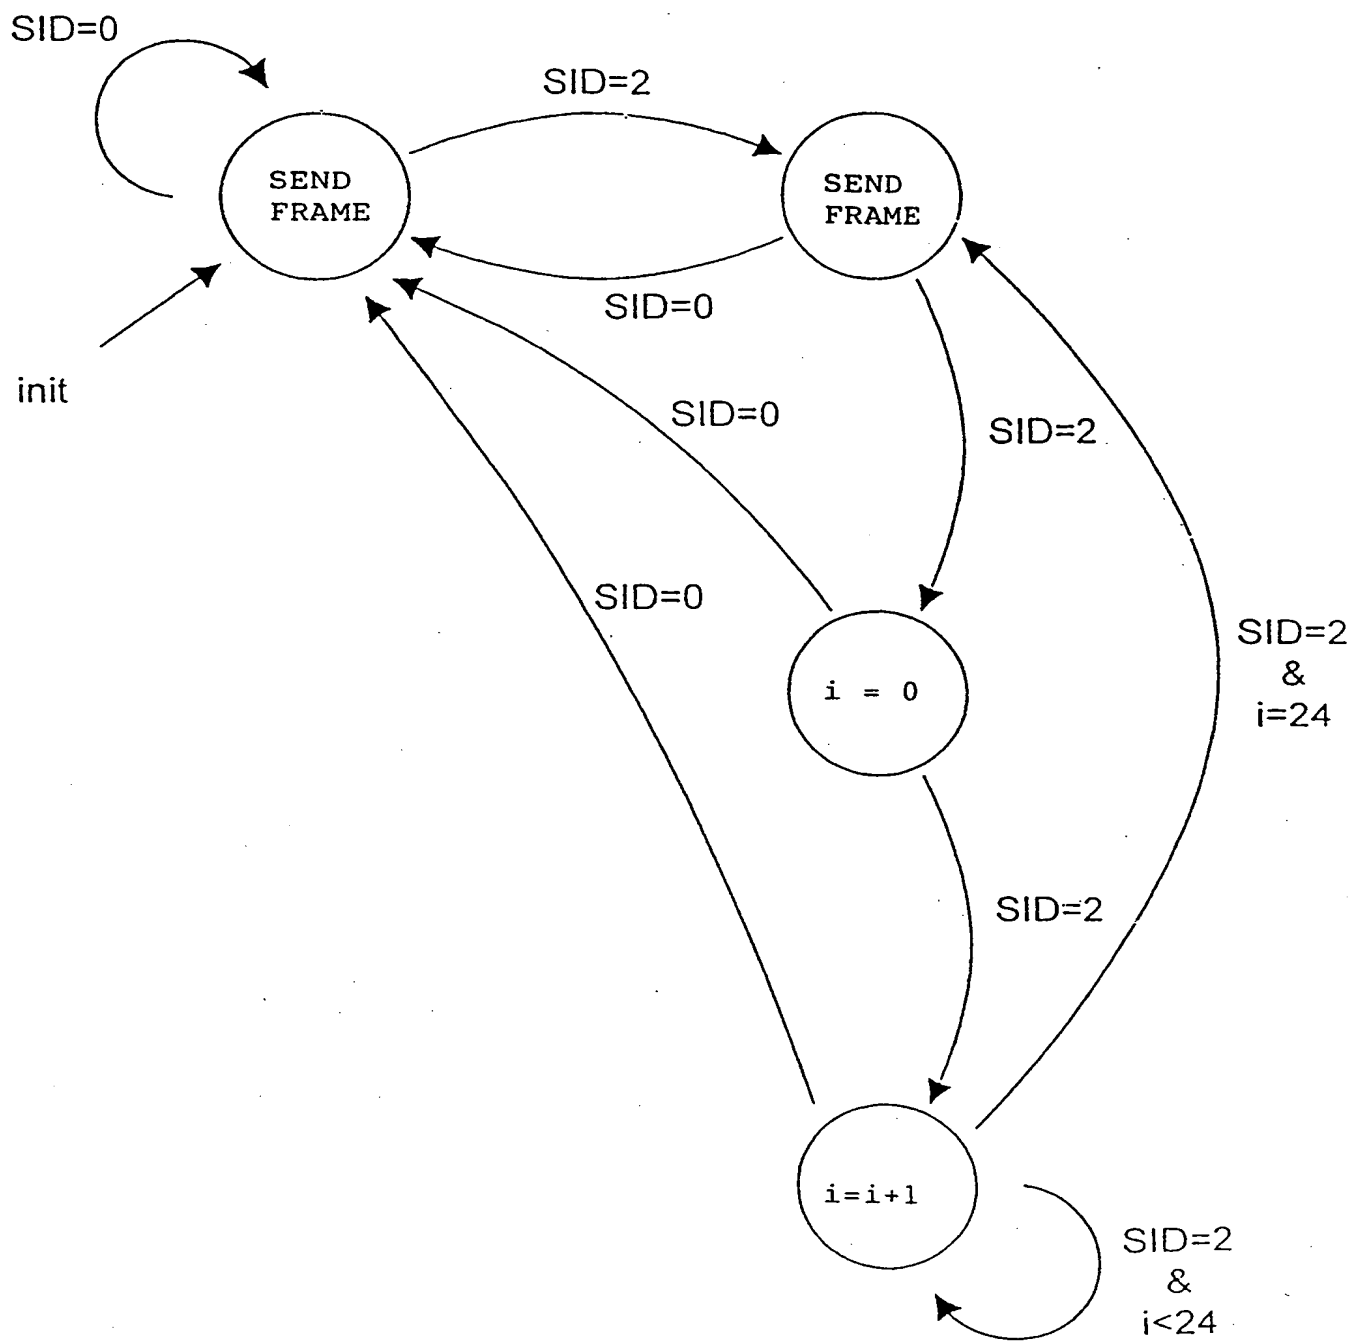 SID=0
SID=2
SEND
FRAME
SEND
FRAME
SID=0
init
SID=0
SID=2
SID=0
SID=2
&
i=24
i = 0
SID=2
i=i+1
SID=2
&
i<24